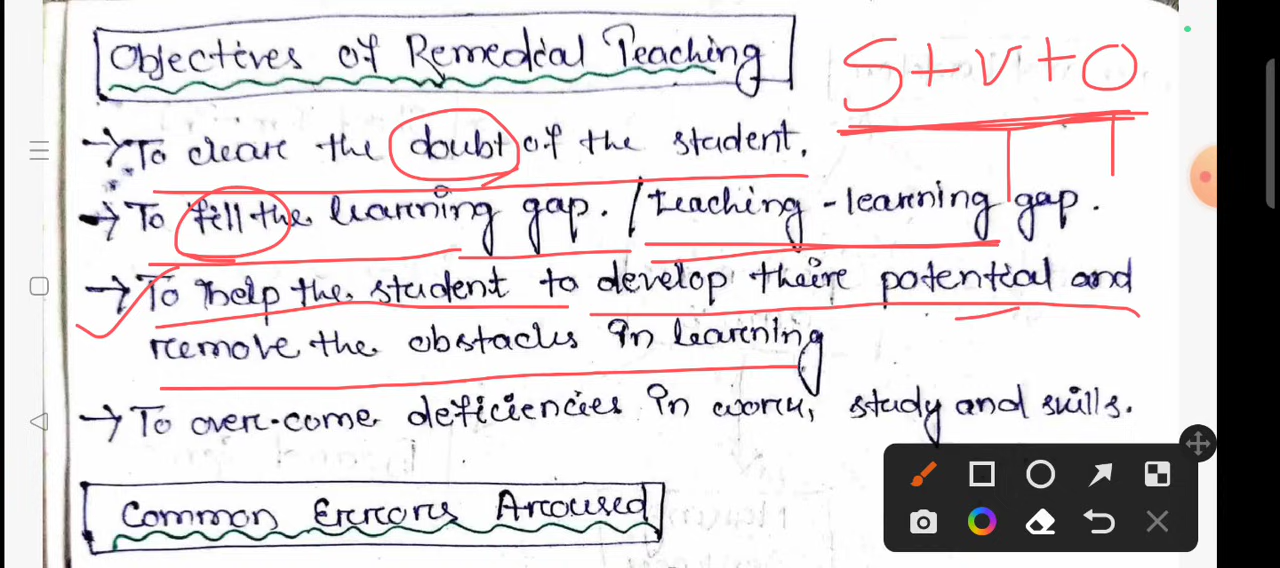 Objectives of Remedial Teaching
S+V+O
→ To cleare the doubt of the student.
→ To fill the learning gap. / teaching-learning gap.
→ To help the student to develop theire potential and
remove the obstacles in learning
→ To over-come deficiencies in work, study and skills.
Common Errors Aroused